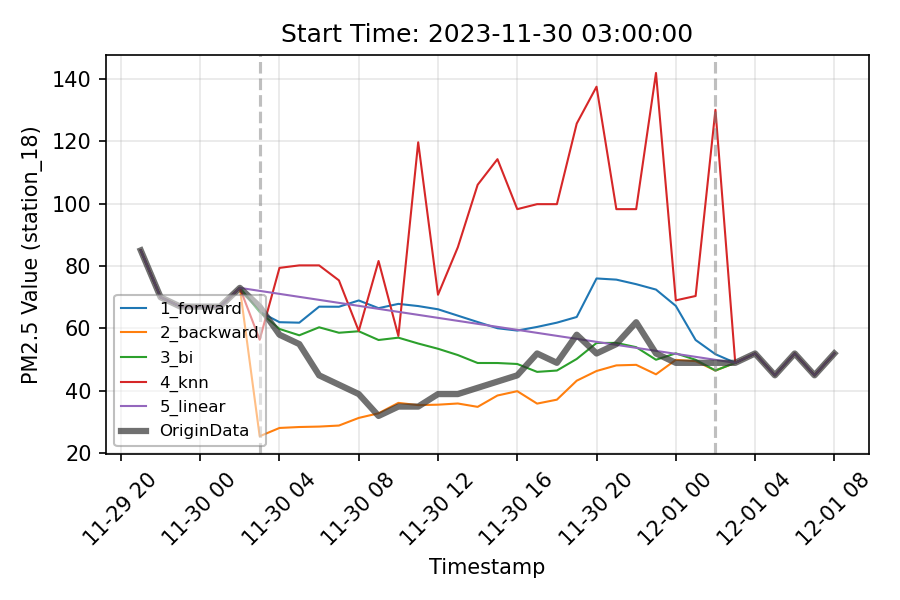 Start Time: 2023-11-30 03:00:00
PM2.5 Value (station_18)
140
120
100
80
60
40
20
1_forward
2_backward
3_bi
4_knn
5_linear
OriginData
11-29 20
11-30 00
11-30 04
11-30 08
11-30 12
11-30 16
11-30 20
12-01 00
12-01 04
12-01 08
Timestamp